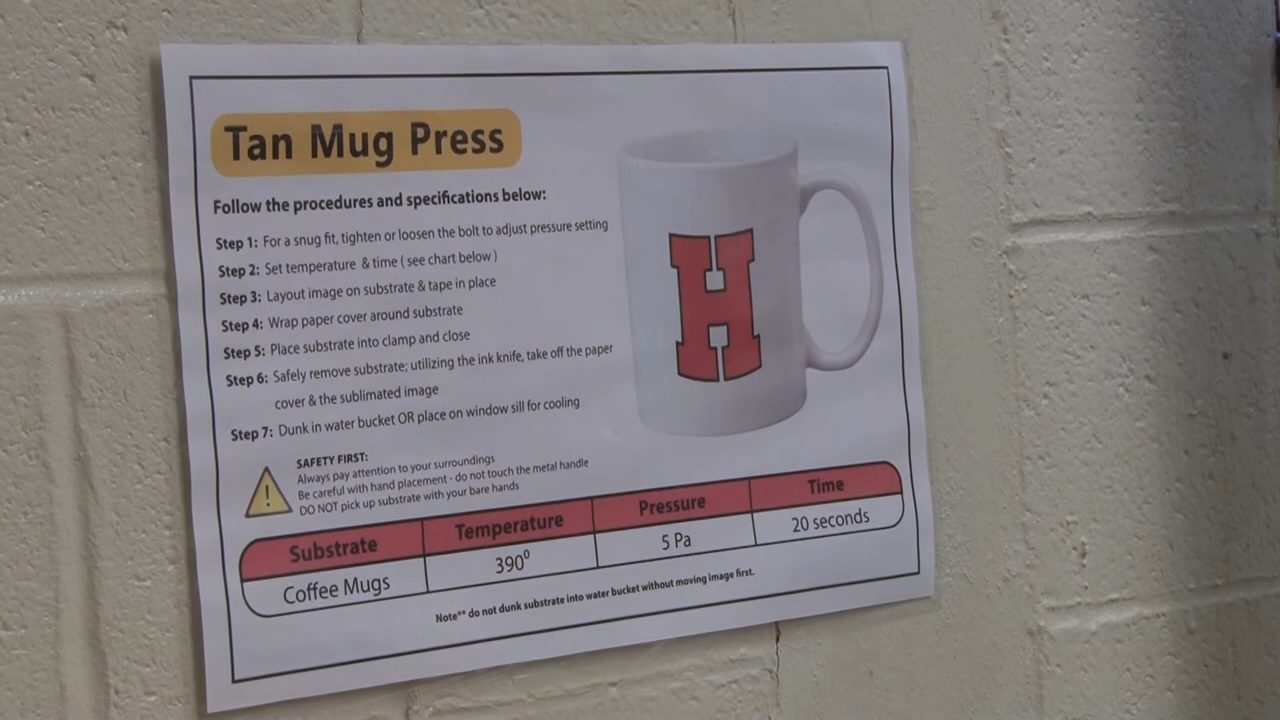 Tan Mug Press
Follow the procedures and specifications below:
Step 1: For a snug fit, tighten or loosen the bolt to adjust pressure setting
Step 2: Set temperature & time ( see chart below )
Step 3: Layout image on substrate & tape in place
Step 4: Wrap paper cover around substrate
Step 5: Place substrate into clamp and close
Step 6: Safely remove substrate; utilizing the ink knife, take off the paper
cover & the sublimated image
Step 7: Dunk in water bucket OR place on window sill for cooling
H
!
SAFETY FIRST:
Always pay attention to your surroundings
Be careful with hand placement - do not touch the metal handle
DO NOT pick up substrate with your bare hands
Substrate Temperature Pressure Time
Coffee Mugs 390⁰ 5 Pa 20 seconds
Note** do not dunk substrate into water bucket without moving image first.